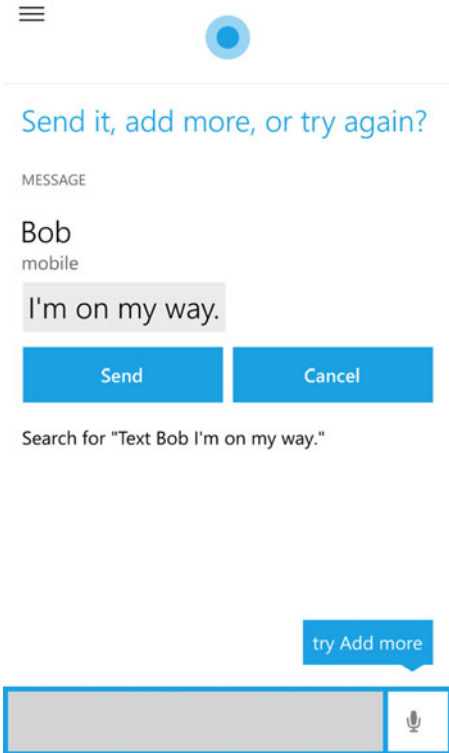 Send it, add more, or try again?
MESSAGE
Bob
mobile
I'm on my way.
Send
Cancel
Search for "Text Bob I'm on my way."
try Add more